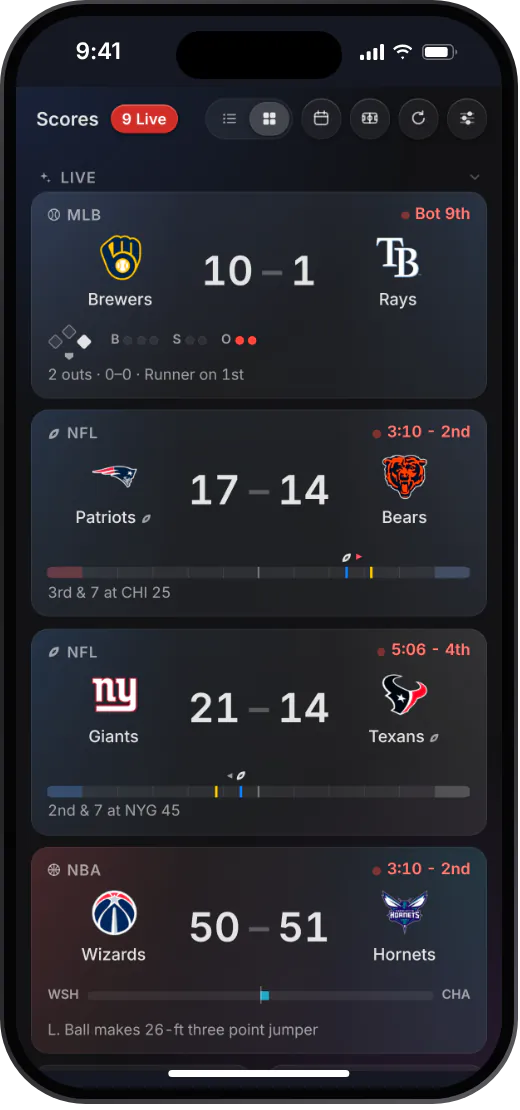 9:41
Scores 9 Live
LIVE
MLB Bot 9th
TB
10 – 1
Brewers Rays
B S O
2 outs · 0–0 · Runner on 1st
NFL 3:10 - 2nd
17 – 14
Patriots Bears
3rd & 7 at CHI 25
NFL 5:06 - 4th
ny
21 – 14
Giants Texans
2nd & 7 at NYG 45
NBA 3:10 - 2nd
HORNETS
50 – 51
Wizards Hornets
WSH CHA
L. Ball makes 26-ft three point jumper